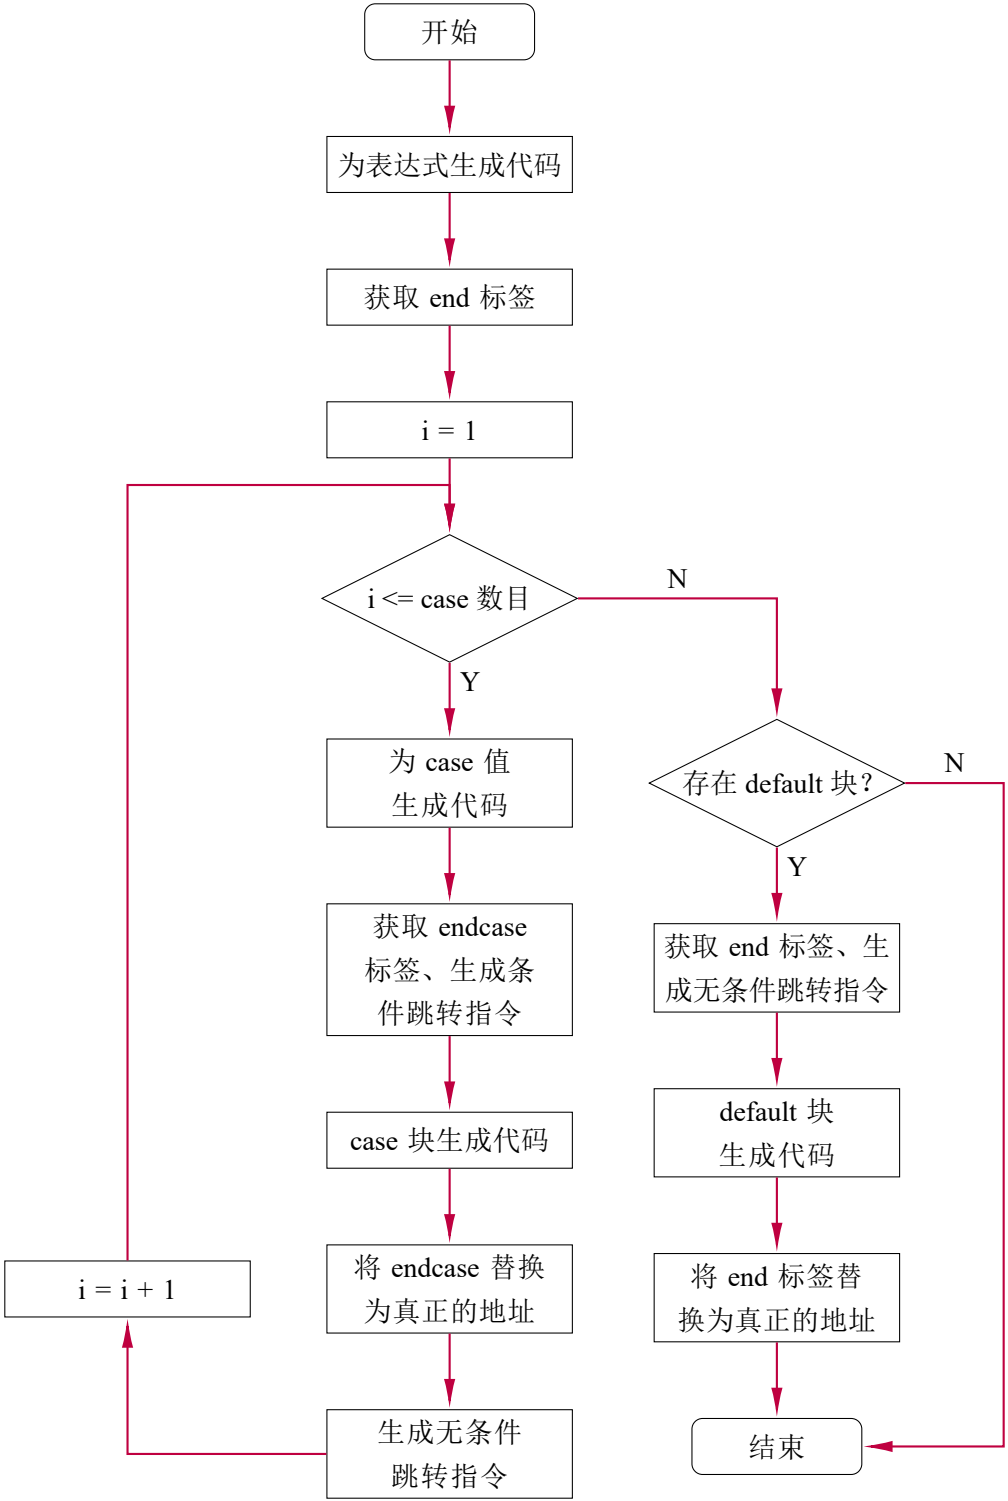 开始
为表达式生成代码
获取 end 标签
i = 1
i <= case 数目
N
Y
为 case 值
生成代码
获取 endcase
标签、生成条
件跳转指令
case 块生成代码
将 endcase 替换
为真正的地址
生成无条件
跳转指令
i = i + 1
存在 default 块？
N
Y
获取 end 标签、生
成无条件跳转指令
default 块
生成代码
将 end 标签替
换为真正的地址
结束